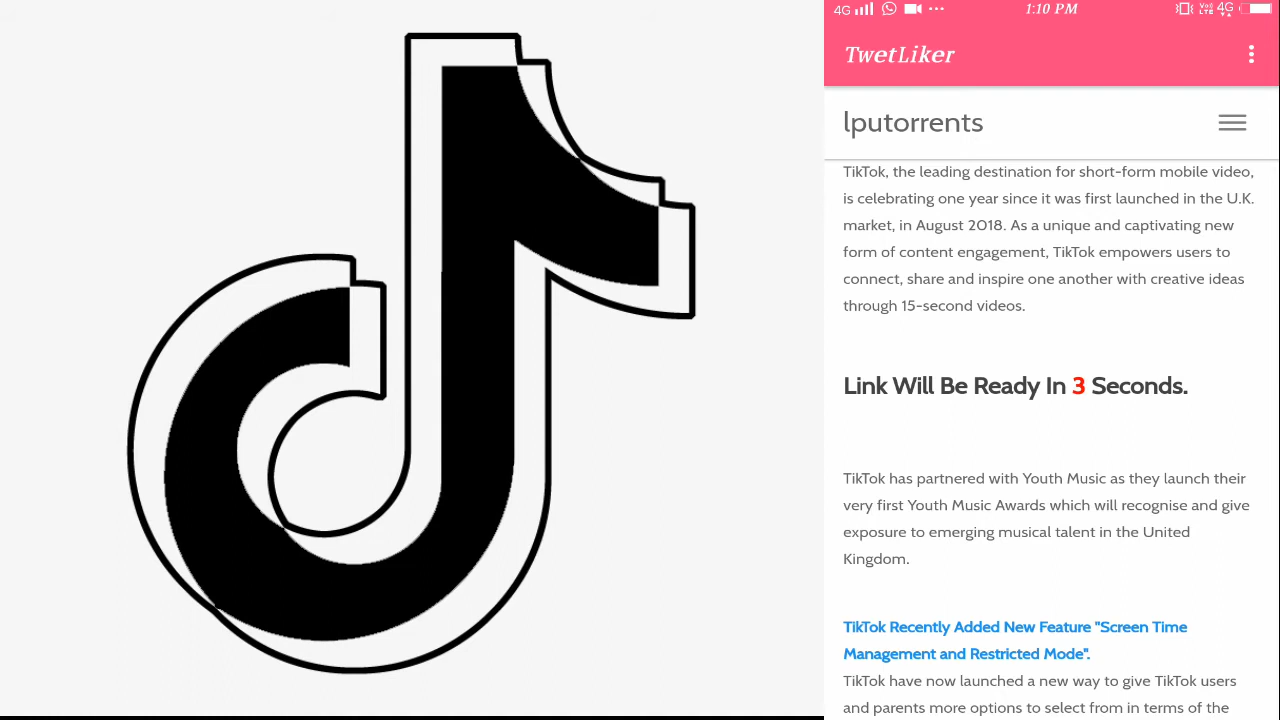 4G 1:10 PM VoD LTE 4G
TwetLiker
lputorrents
TikTok, the leading destination for short-form mobile video,
is celebrating one year since it was first launched in the U.K.
market, in August 2018. As a unique and captivating new
form of content engagement, TikTok empowers users to
connect, share and inspire one another with creative ideas
through 15-second videos.
Link Will Be Ready In 3 Seconds.
TikTok has partnered with Youth Music as they launch their
very first Youth Music Awards which will recognise and give
exposure to emerging musical talent in the United
Kingdom.
TikTok Recently Added New Feature "Screen Time
Management and Restricted Mode".
TikTok have now launched a new way to give TikTok users
and parents more options to select from in terms of the